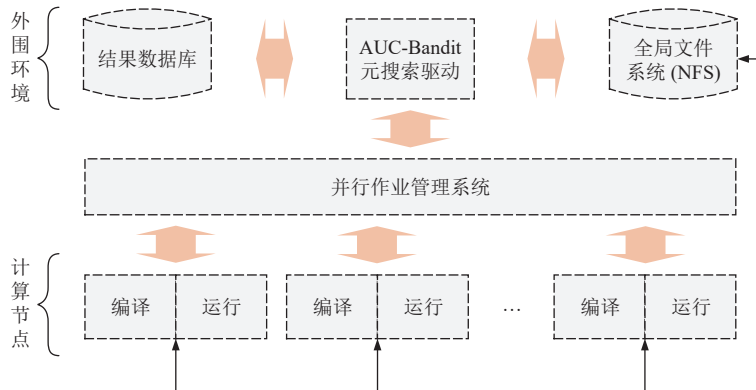 外围环境
结果数据库
AUC-Bandit
元搜索驱动
全局文件
系统 (NFS)
并行作业管理系统
计算节点
编译
运行
编译
运行
…
编译
运行